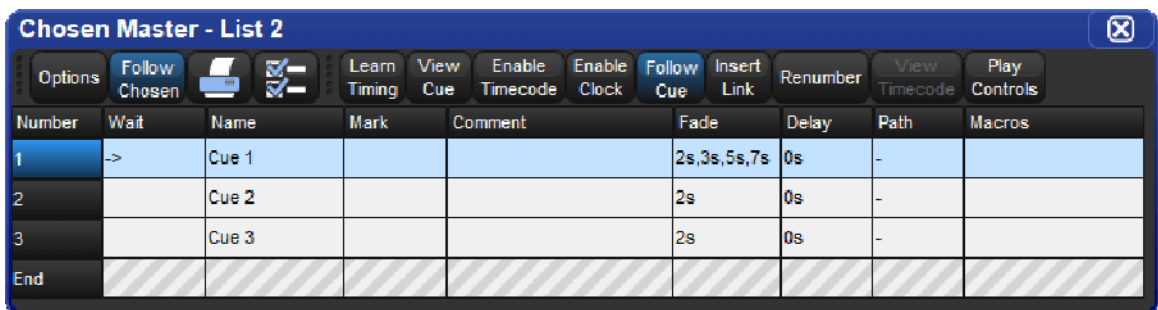 Chosen Master - List 2
Options Follow Chosen Learn Timing View Cue Enable Timecode Enable Clock Follow Cue Insert Link Renumber View Timecode Play Controls
Number Wait Name Mark Comment Fade Delay Path Macros
1 -> Cue 1 2s,3s,5s,7s 0s -
2 Cue 2 2s 0s -
3 Cue 3 2s 0s -
End